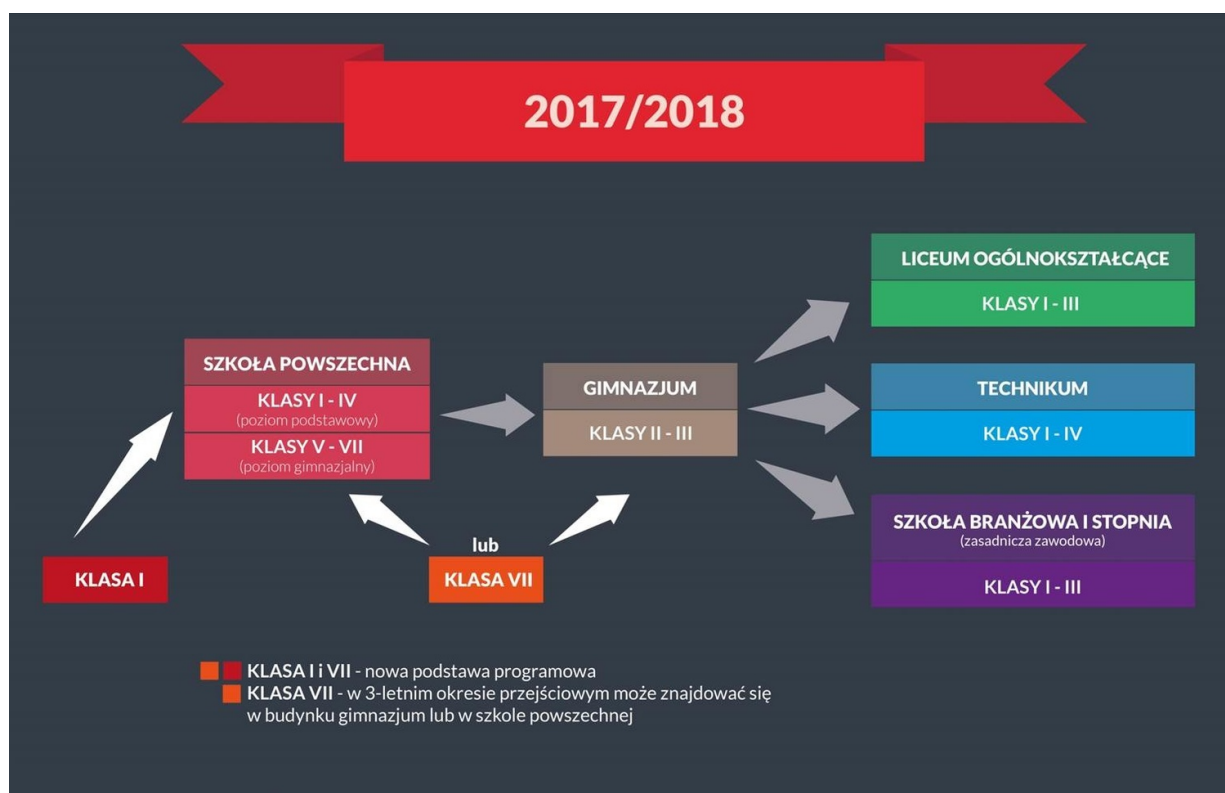 2017/2018
LICEUM OGÓLNOKSZTAŁCĄCE
KLASY I - III
SZKOŁA POWSZECHNA
KLASY I - IV
(poziom podstawowy)
KLASY V - VII
(poziom gimnazjalny)
GIMNAZJUM
KLASY II - III
TECHNIKUM
KLASY I - IV
SZKOŁA BRANŻOWA I STOPNIA
(zasadnicza zawodowa)
KLASY I - III
KLASA I
lub
KLASA VII
KLASA I i VII - nowa podstawa programowa
KLASA VII - w 3-letnim okresie przejściowym może znajdować się
w budynku gimnazjum lub w szkole powszechnej